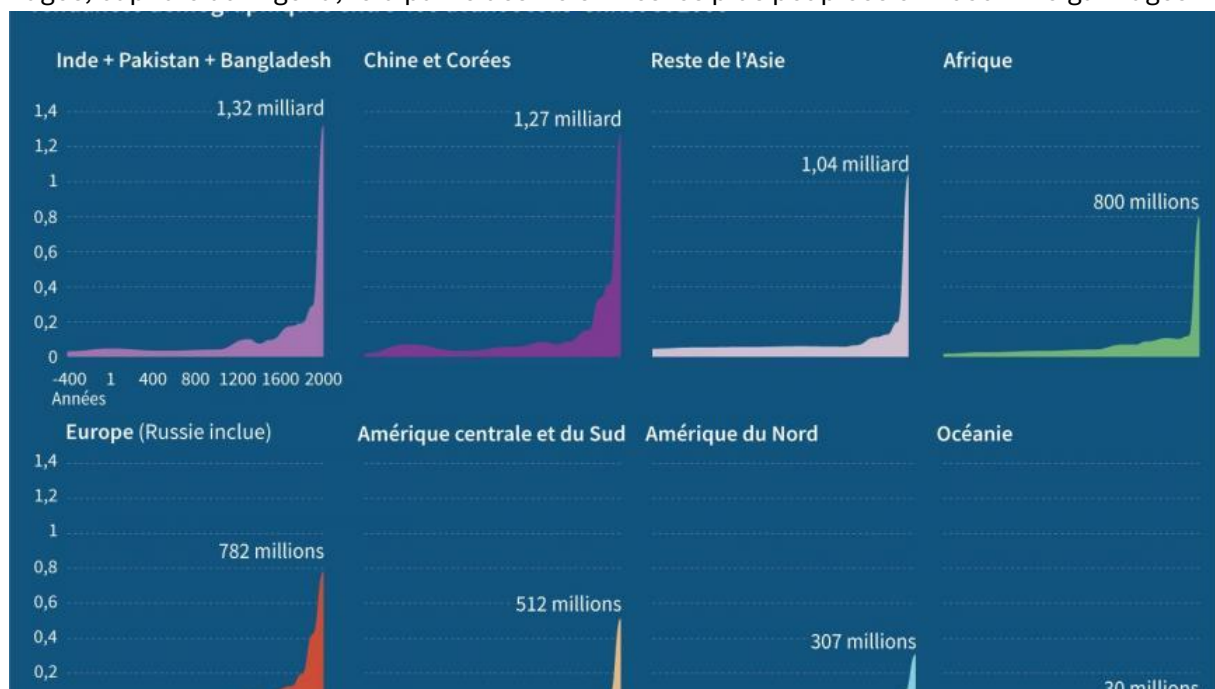 Inde + Pakistan + Bangladesh
Chine et Corées
Reste de l’Asie
Afrique
1,4
1,2
1
0,8
0,6
0,4
0,2
0
1,32 milliard
1,27 milliard
1,04 milliard
800 millions
-400 1 400 800 1200 1600 2000
Années
Europe (Russie inclue)
Amérique centrale et du Sud
Amérique du Nord
Océanie
1,4
1,2
1
0,8
0,6
0,4
0,2
782 millions
512 millions
307 millions
30 millions